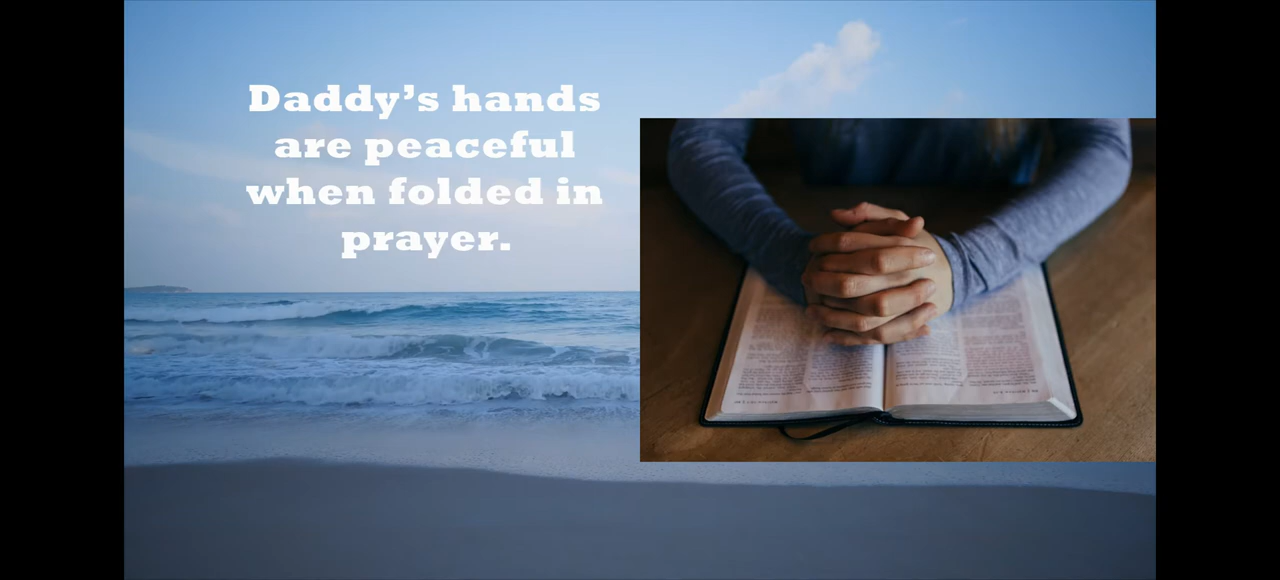 Daddy’s hands
are peaceful
when folded in
prayer.